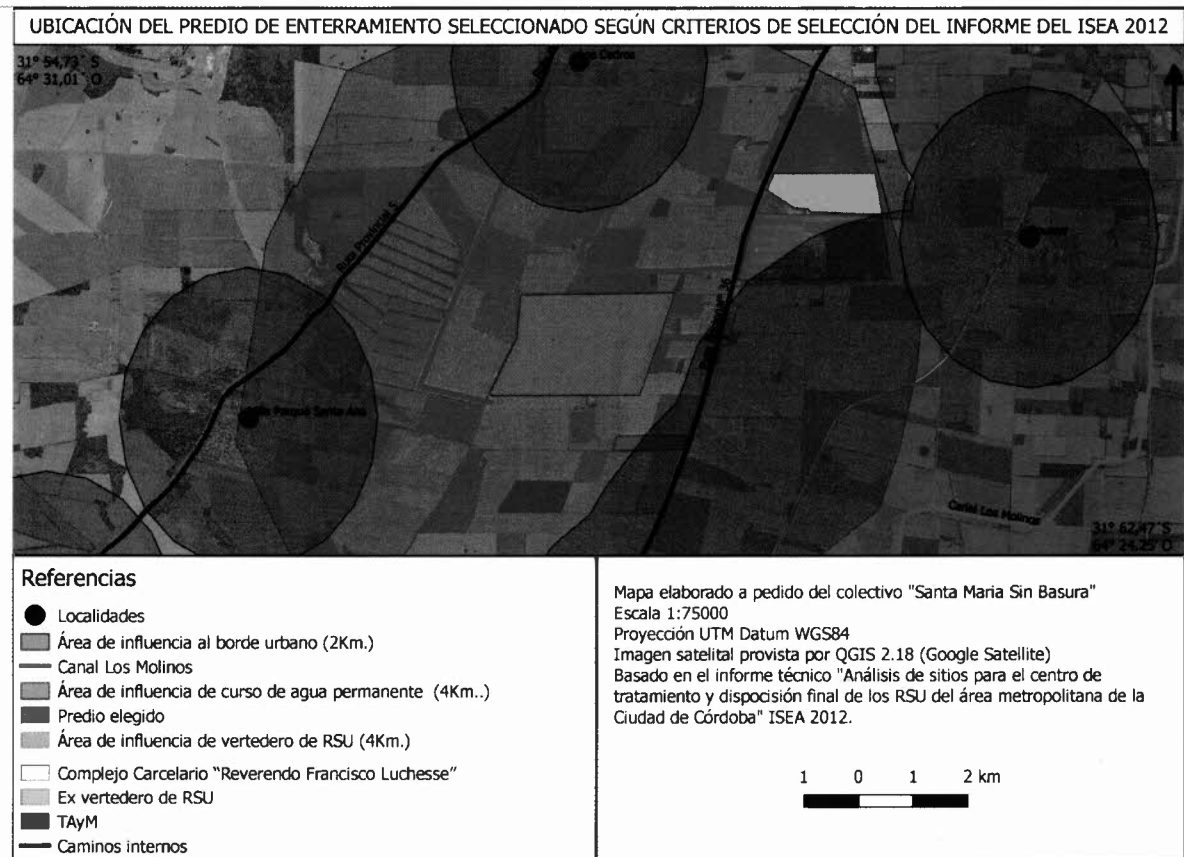 UBICACIÓN DEL PREDIO DE ENTERRAMIENTO SELECCIONADO SEGÚN CRITERIOS DE SELECCIÓN DEL INFORME DEL ISEA 2012
31° 54,73´ S
64° 31,01´ O
Cedros
Ruta Provincial 5
Parque Santa Ana
36
Canal Los Molinos
31° 62,47´S
64° 24,25´O
Referencias
Localidades
Área de influencia al borde urbano (2Km.)
Canal Los Molinos
Área de influencia de curso de agua permanente (4Km..)
Predio elegido
Área de influencia de vertedero de RSU (4Km.)
Complejo Carcelario "Reverendo Francisco Luchesse"
Ex vertedero de RSU
TAyM
Caminos internos
Mapa elaborado a pedido del colectivo "Santa Maria Sin Basura"
Escala 1:75000
Proyección UTM Datum WGS84
Imagen satelital provista por QGIS 2.18 (Google Satellite)
Basado en el informe técnico "Análisis de sitios para el centro de
tratamiento y dispocisión final de los RSU del área metropolitana de la
Ciudad de Córdoba" ISEA 2012.
1 0 1 2 km